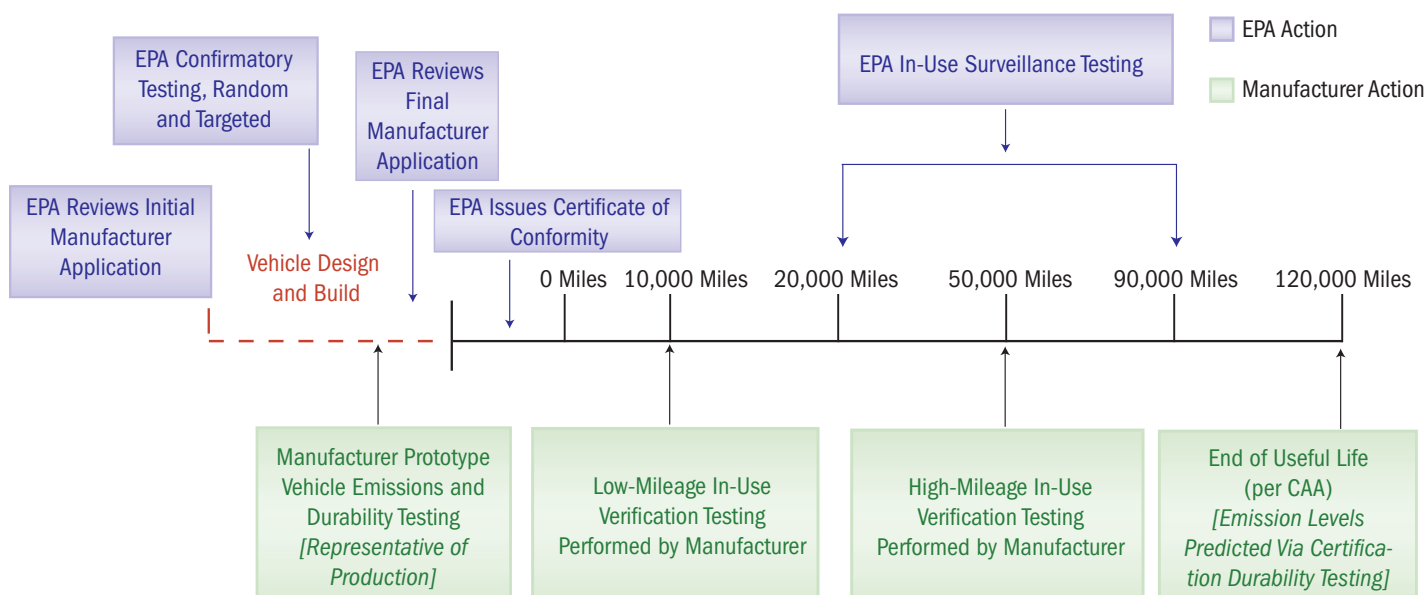 EPA Confirmatory
Testing, Random
and Targeted
EPA Reviews
Final
Manufacturer
Application
EPA In-Use Surveillance Testing
EPA Action
Manufacturer Action
EPA Reviews Initial
Manufacturer
Application
EPA Issues Certificate of
Conformity
Vehicle Design
and Build
0 Miles
10,000 Miles
20,000 Miles
50,000 Miles
90,000 Miles
120,000 Miles
Manufacturer Prototype
Vehicle Emissions and
Durability Testing
[Representative of
Production]
Low-Mileage In-Use
Verification Testing
Performed by Manufacturer
High-Mileage In-Use
Verification Testing
Performed by Manufacturer
End of Useful Life
(per CAA)
[Emission Levels
Predicted Via Certifica-
tion Durability Testing]